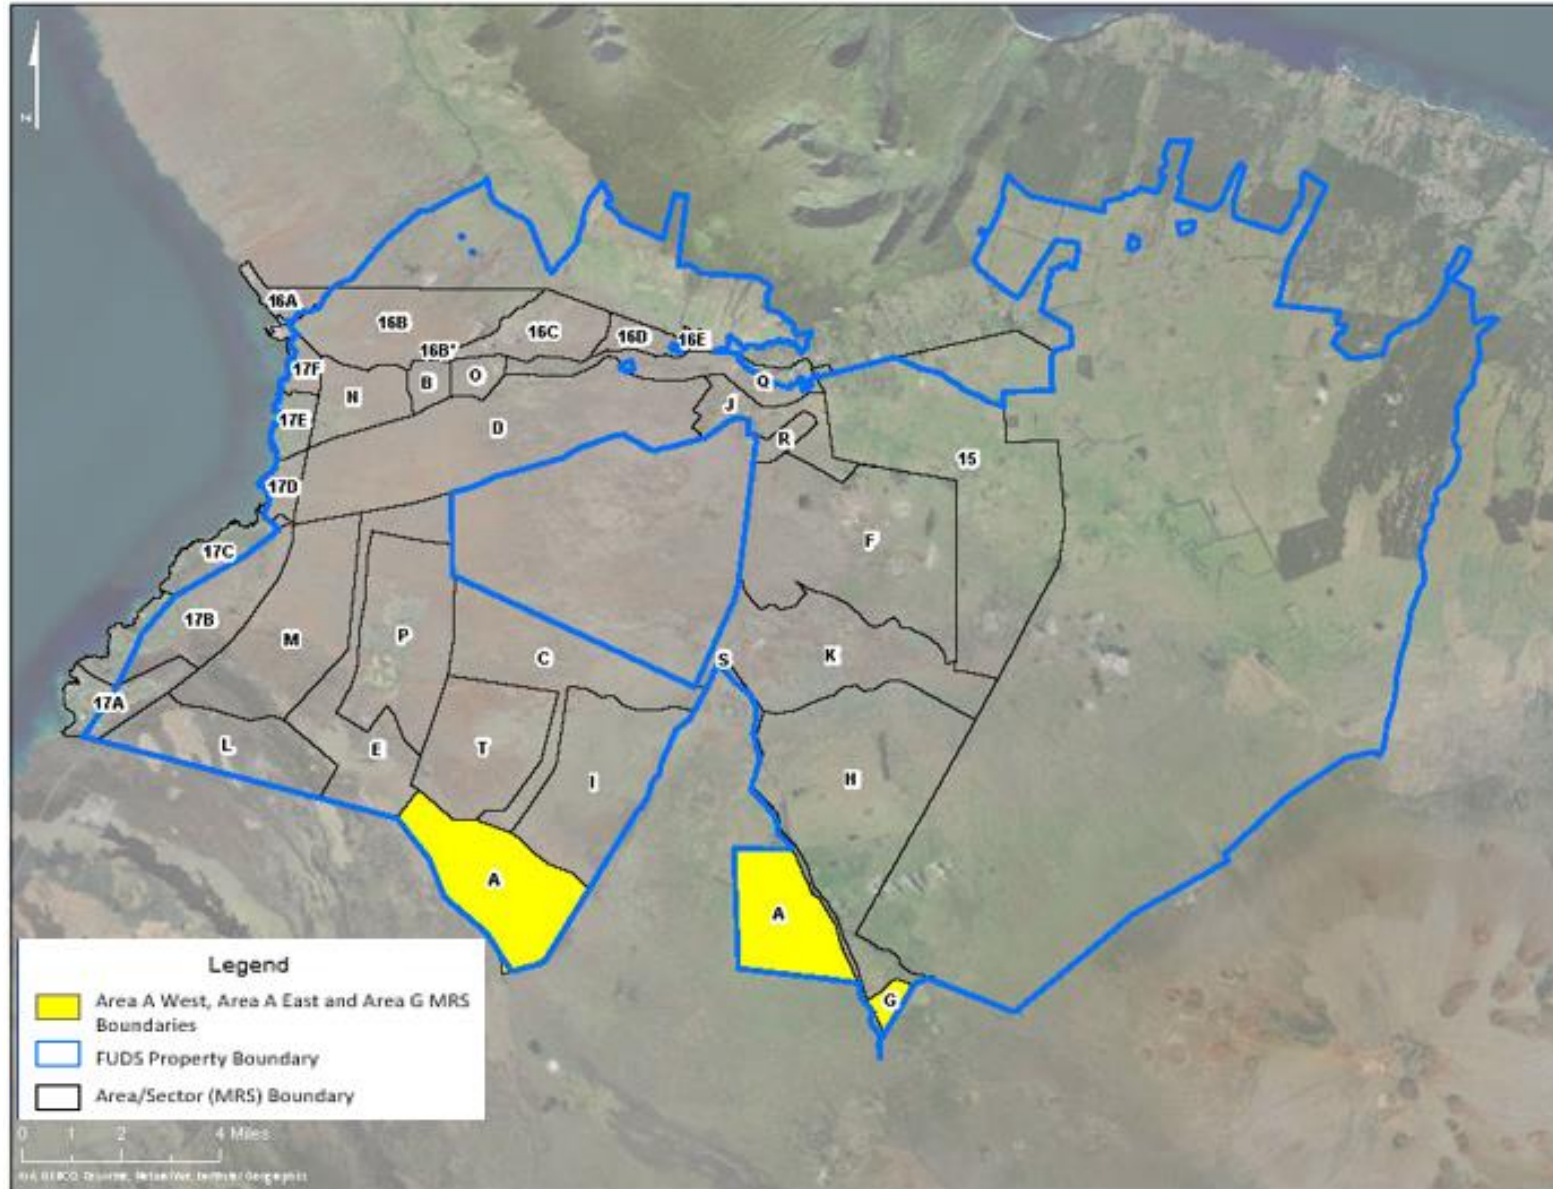 N
16A
16B
16C
16B*
16D
16E
17F
N
B
O
Q
17E
J
D
R
15
17D
F
17C
17B
M
P
C
S
K
17A
L
E
T
I
H
A
A
G
Legend
Area A West, Area A East and Area G MRS
Boundaries
FUDS Property Boundary
Area/Sector (MRS) Boundary
0 1 2 4 Miles